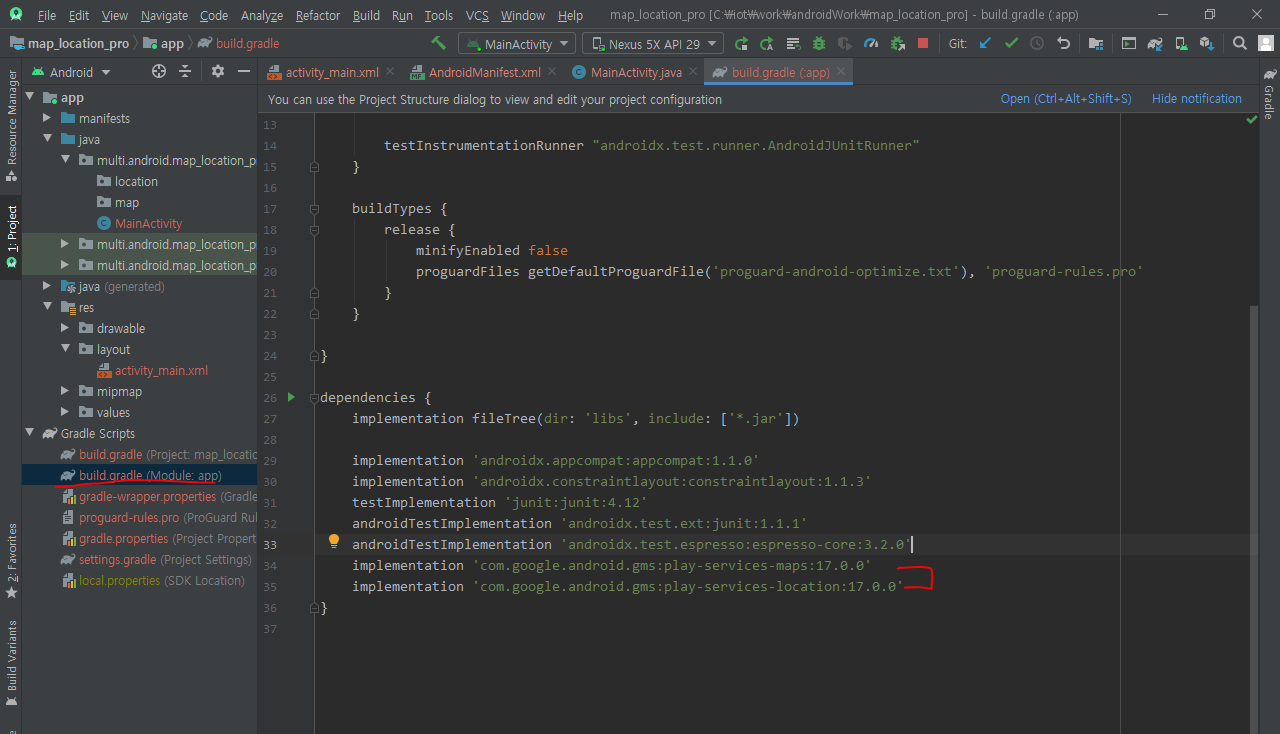 File Edit View Navigate Code Analyze Refactor Build Run Tools VCS Window Help map_location_pro [C:₩iot₩work₩androidWork₩map_location_pro] - build.gradle (:app)
map_location_pro app build.gradle MainActivity Nexus 5X API 29 Git:
Android activity_main.xml AndroidManifest.xml MainActivity.java build.gradle (:app)
You can use the Project Structure dialog to view and edit your project configuration Open (Ctrl+Alt+Shift+S) Hide notification
Resource Manager
1: Project
2: Favorites
Build Variants
Gradle
app
manifests
java
multi.android.map_location_p
location
map
MainActivity
multi.android.map_location_p
multi.android.map_location_p
java (generated)
res
drawable
layout
activity_main.xml
mipmap
values
Gradle Scripts
build.gradle (Project: map_locatio
build.gradle (Module: app)
gradle-wrapper.properties (Gradle
proguard-rules.pro (ProGuard Rul
gradle.properties (Project Propert
settings.gradle (Project Settings)
local.properties (SDK Location)
13
14 testInstrumentationRunner "androidx.test.runner.AndroidJUnitRunner"
15 }
16
17 buildTypes {
18 release {
19 minifyEnabled false
20 proguardFiles getDefaultProguardFile('proguard-android-optimize.txt'), 'proguard-rules.pro'
21 }
22 }
23
24 }
25
26 dependencies {
27 implementation fileTree(dir: 'libs', include: ['*.jar'])
28
29 implementation 'androidx.appcompat:appcompat:1.1.0'
30 implementation 'androidx.constraintlayout:constraintlayout:1.1.3'
31 testImplementation 'junit:junit:4.12'
32 androidTestImplementation 'androidx.test.ext:junit:1.1.1'
33 androidTestImplementation 'androidx.test.espresso:espresso-core:3.2.0'
34 implementation 'com.google.android.gms:play-services-maps:17.0.0'
35 implementation 'com.google.android.gms:play-services-location:17.0.0'
36 }
37